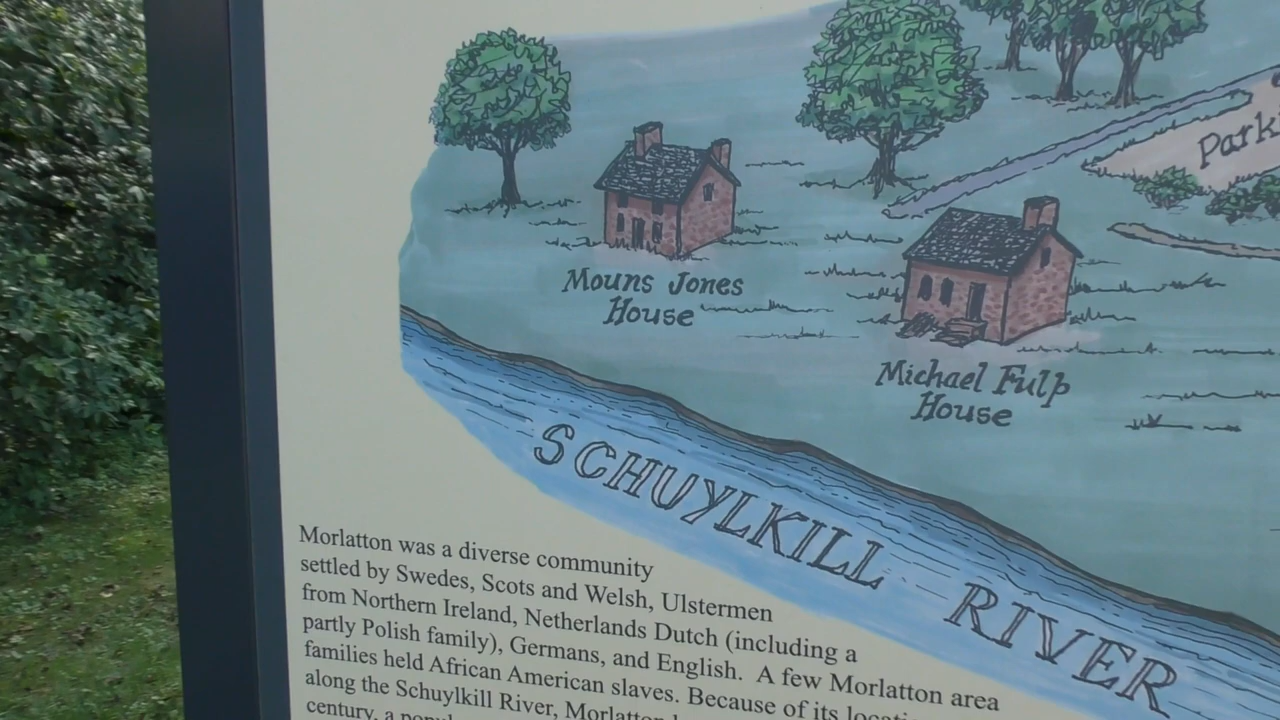 Park
Mouns Jones
House
Michael Fulp
House
SCHUYLKILL RIVER
Morlatton was a diverse community
settled by Swedes, Scots and Welsh, Ulstermen
from Northern Ireland, Netherlands Dutch (including a
partly Polish family), Germans, and English. A few Morlatton area
families held African American slaves. Because of its
along the Schuylkill River,
century, a